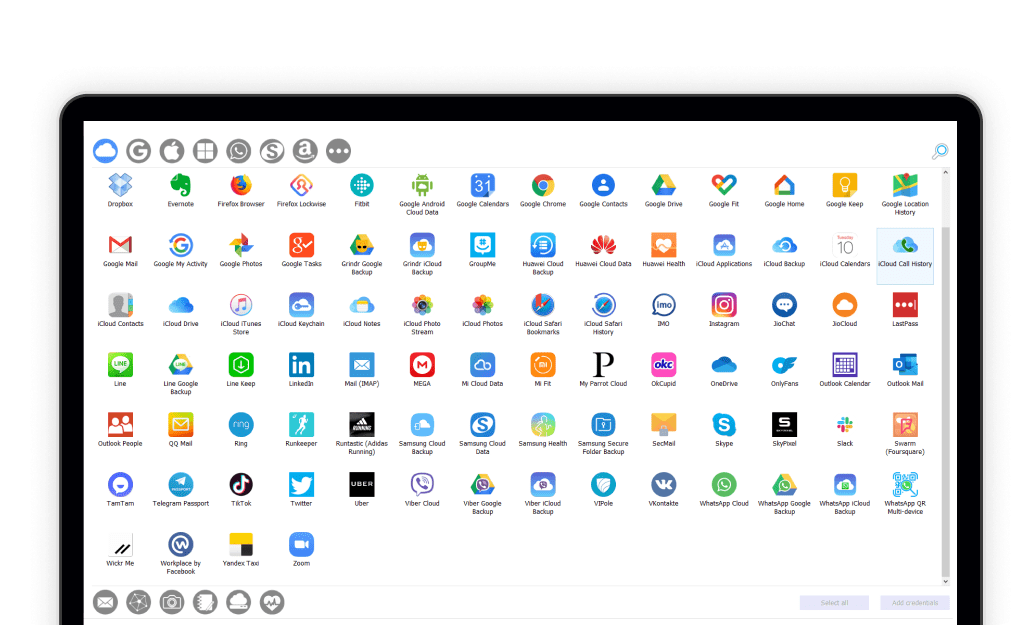 Dropbox
Evernote
Firefox Browser
Firefox Lockwise
Fitbit
Google Android
Cloud Data
Google Calendars
Google Chrome
Google Contacts
Google Drive
Google Fit
Google Home
Google Keep
Google Location
History
Google Mail
Google My Activity
Google Photos
Google Tasks
Grindr Google
Backup
Grindr iCloud
Backup
GroupMe
Huawei Cloud
Backup
Huawei Cloud Data
Huawei Health
iCloud Applications
iCloud Backup
iCloud Calendars
iCloud Call History
iCloud Contacts
iCloud Drive
iCloud iTunes
Store
iCloud Keychain
iCloud Notes
iCloud Photo
Stream
iCloud Photos
iCloud Safari
Bookmarks
iCloud Safari
History
IMO
Instagram
JioChat
JioCloud
LastPass
Line
Line Google
Backup
Line Keep
LinkedIn
Mail (IMAP)
MEGA
Mi Cloud Data
Mi Fit
My Parrot Cloud
OkCupid
OneDrive
OnlyFans
Outlook Calendar
Outlook Mail
Outlook People
QQ Mail
Ring
Runkeeper
Runtastic (Adidas
Running)
Samsung Cloud
Backup
Samsung Cloud
Data
Samsung Health
Samsung Secure
Folder Backup
SecMail
Skype
SkyPixel
Slack
Swarm
(Foursquare)
TamTam
Telegram Passport
TikTok
Twitter
Uber
Viber Cloud
Viber Google
Backup
Viber iCloud
Backup
VIPole
VKontakte
WhatsApp Cloud
WhatsApp Google
Backup
WhatsApp iCloud
Backup
WhatsApp QR
Multi-device
Wickr Me
Workplace by
Facebook
Yandex Taxi
Zoom
Select all
Add credentials